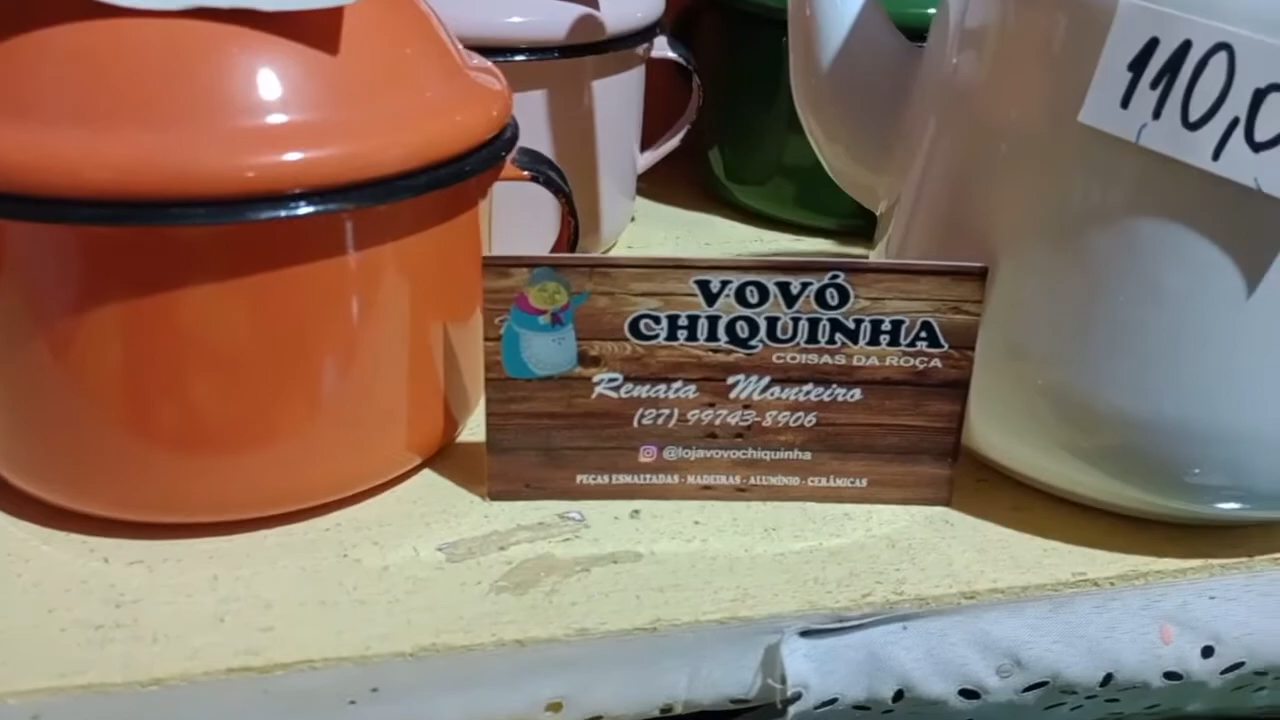 110,0
VOVÓ
CHIQUINHA
COISAS DA ROÇA
Renata Monteiro
(27) 99743-8906
@lojavovochiquinha
PEÇAS ESMALTADAS - MADEIRAS - ALUMÍNIO - CERÂMICAS